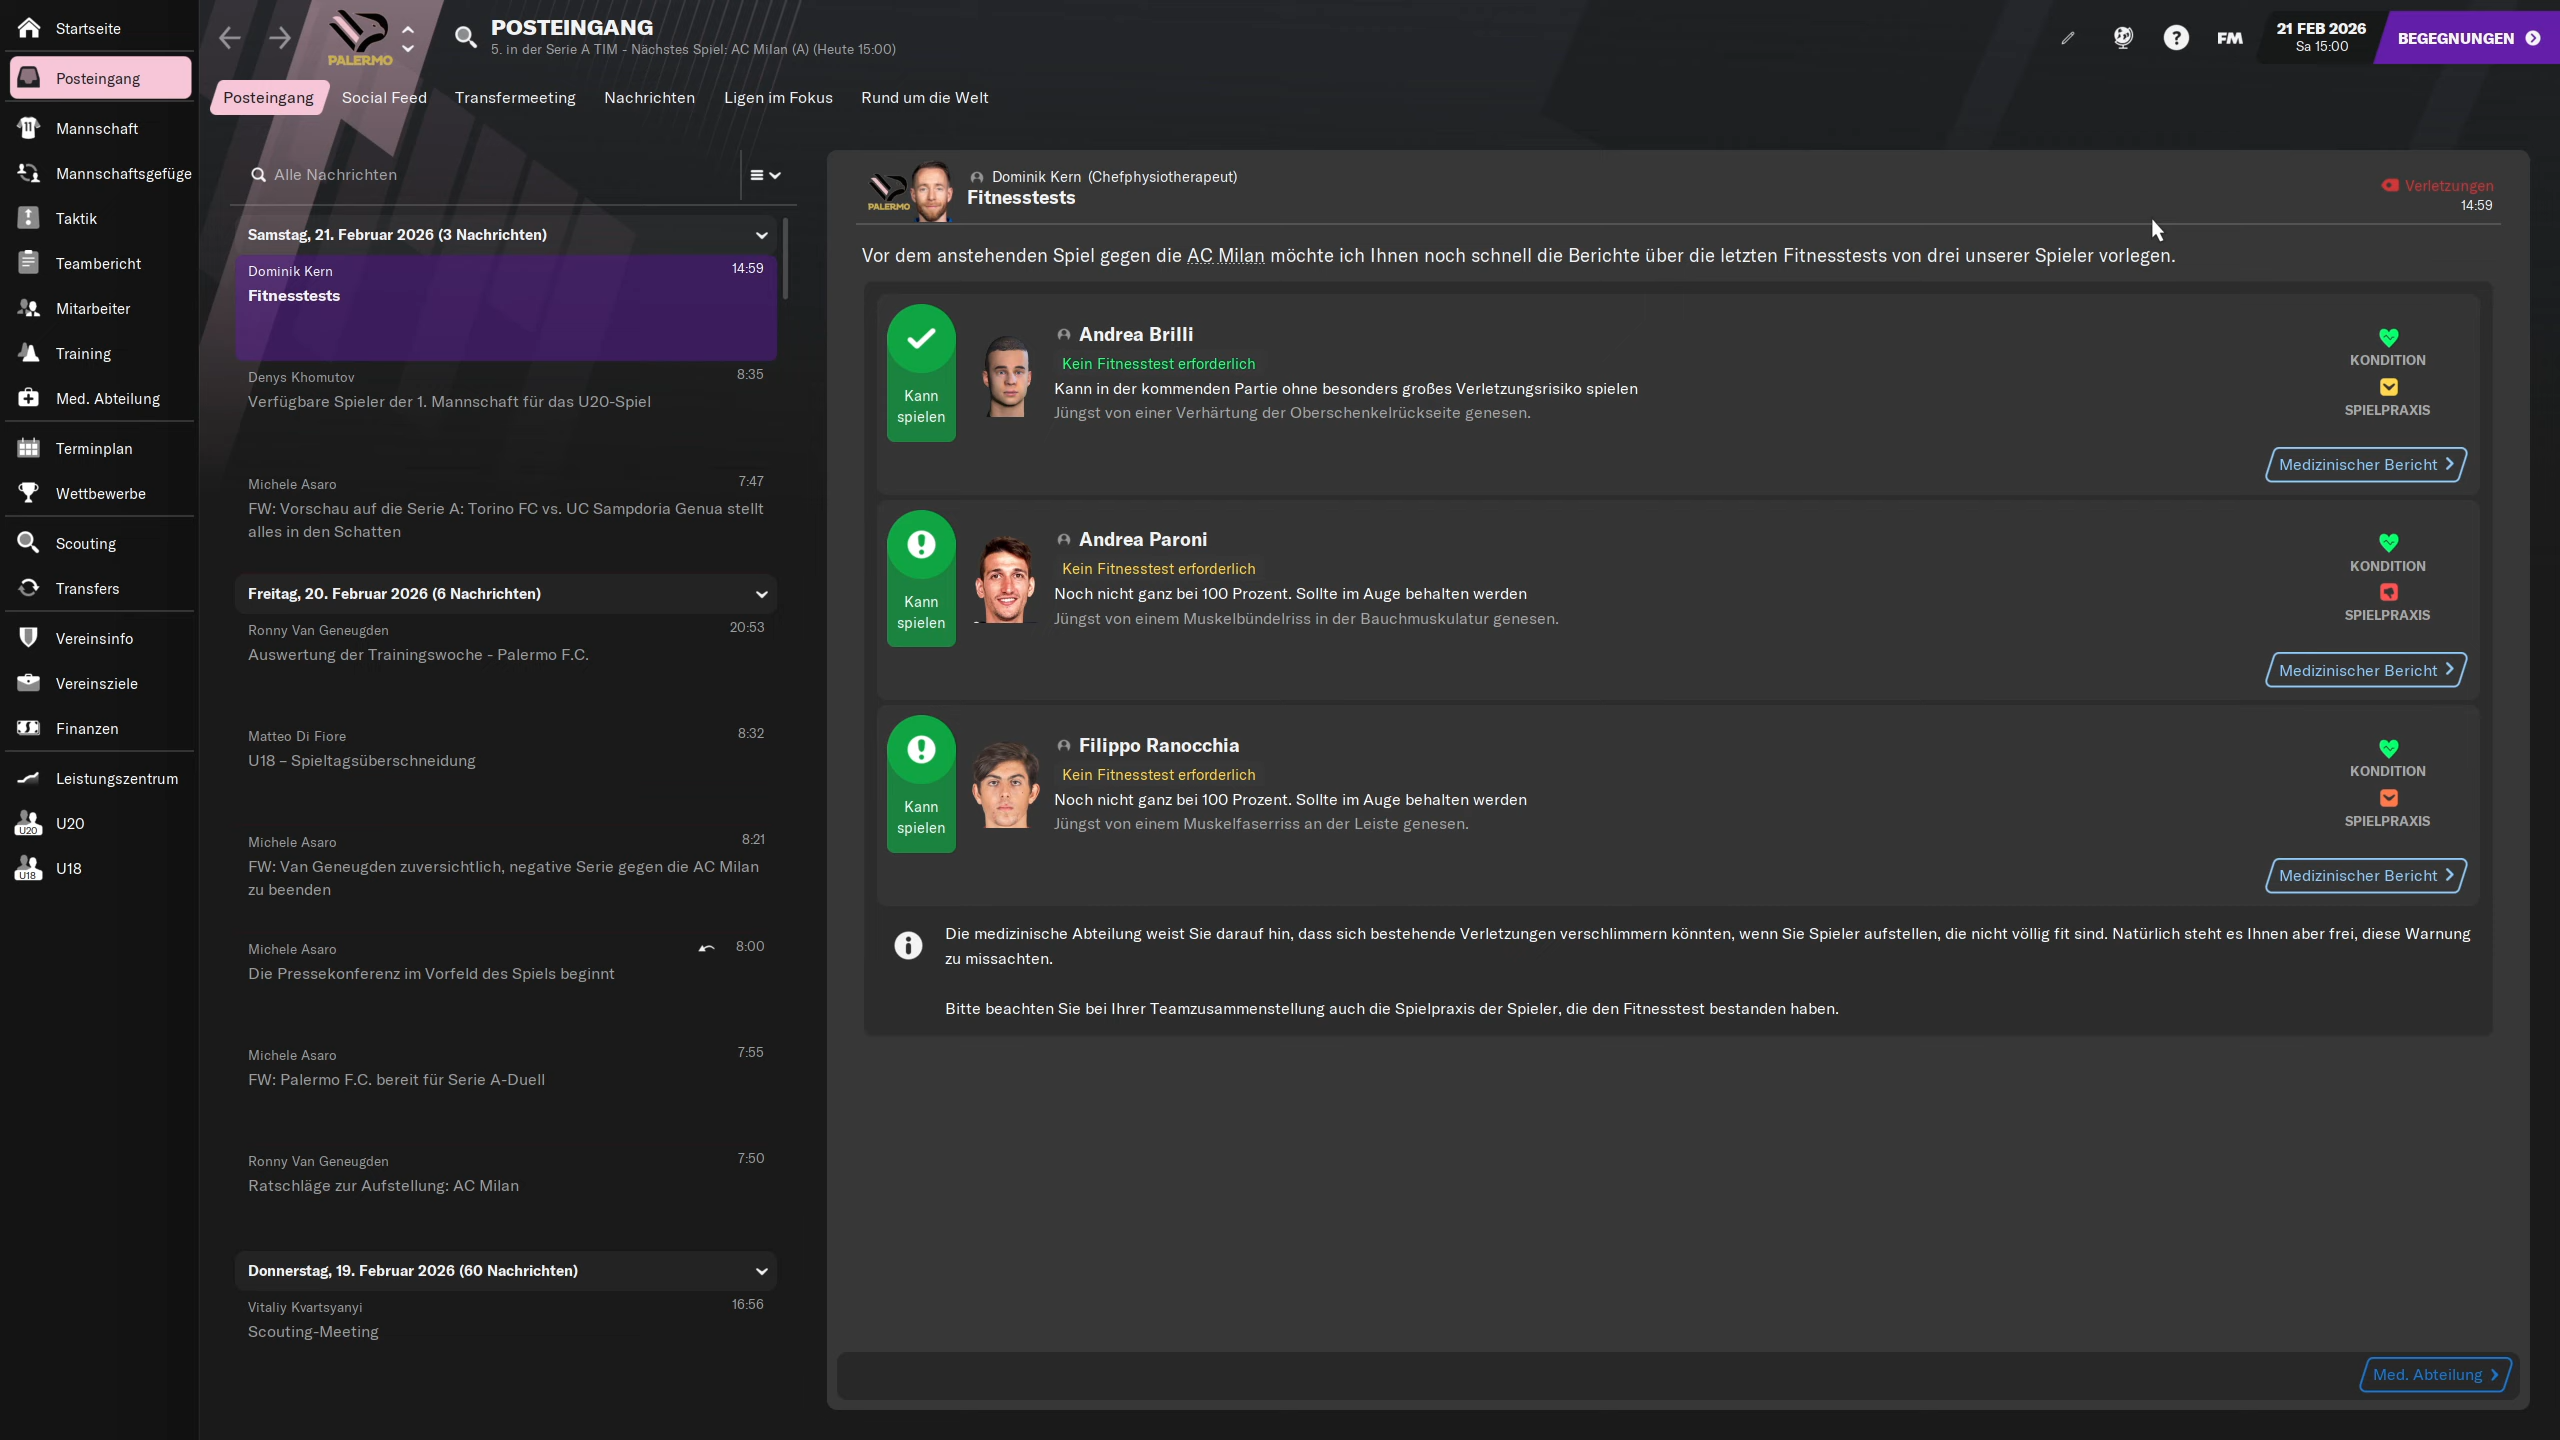 Startseite
Posteingang
Mannschaft
Mannschaftsgefüge
Taktik
Teambericht
Mitarbeiter
Training
Med. Abteilung
Terminplan
Wettbewerbe
Scouting
Transfers
Vereinsinfo
Vereinsziele
Finanzen
Leistungszentrum
U20
U20
U18
U18
PALERMO
POSTEINGANG
5. in der Serie A TIM - Nächstes Spiel: AC Milan (A) (Heute 15:00)
FM
21 FEB 2026
Sa 15:00
BEGEGNUNGEN
Posteingang
Social Feed
Transfermeeting
Nachrichten
Ligen im Fokus
Rund um die Welt
Alle Nachrichten
Samstag, 21. Februar 2026 (3 Nachrichten)
Dominik Kern 14:59
Fitnesstests
Denys Khomutov 8:35
Verfügbare Spieler der 1. Mannschaft für das U20-Spiel
Michele Asaro 7:47
FW: Vorschau auf die Serie A: Torino FC vs. UC Sampdoria Genua stellt
alles in den Schatten
Freitag, 20. Februar 2026 (6 Nachrichten)
Ronny Van Geneugden 20:53
Auswertung der Trainingswoche - Palermo F.C.
Matteo Di Fiore 8:32
U18 – Spieltagsüberschneidung
Michele Asaro 8:21
FW: Van Geneugden zuversichtlich, negative Serie gegen die AC Milan
zu beenden
Michele Asaro 8:00
Die Pressekonferenz im Vorfeld des Spiels beginnt
Michele Asaro 7:55
FW: Palermo F.C. bereit für Serie A-Duell
Ronny Van Geneugden 7:50
Ratschläge zur Aufstellung: AC Milan
Donnerstag, 19. Februar 2026 (60 Nachrichten)
Vitaliy Kvartsyanyi 16:56
Scouting-Meeting
PALERMO
Dominik Kern (Chefphysiotherapeut)
Fitnesstests
Verletzungen
14:59
Vor dem anstehenden Spiel gegen die AC Milan möchte ich Ihnen noch schnell die Berichte über die letzten Fitnesstests von drei unserer Spieler vorlegen.
Kann
spielen
Andrea Brilli
Kein Fitnesstest erforderlich
Kann in der kommenden Partie ohne besonders großes Verletzungsrisiko spielen
Jüngst von einer Verhärtung der Oberschenkelrückseite genesen.
KONDITION
SPIELPRAXIS
Medizinischer Bericht
Kann
spielen
Andrea Paroni
Kein Fitnesstest erforderlich
Noch nicht ganz bei 100 Prozent. Sollte im Auge behalten werden
Jüngst von einem Muskelbündelriss in der Bauchmuskulatur genesen.
KONDITION
SPIELPRAXIS
Medizinischer Bericht
Kann
spielen
Filippo Ranocchia
Kein Fitnesstest erforderlich
Noch nicht ganz bei 100 Prozent. Sollte im Auge behalten werden
Jüngst von einem Muskelfaserriss an der Leiste genesen.
KONDITION
SPIELPRAXIS
Medizinischer Bericht
Die medizinische Abteilung weist Sie darauf hin, dass sich bestehende Verletzungen verschlimmern könnten, wenn Sie Spieler aufstellen, die nicht völlig fit sind. Natürlich steht es Ihnen aber frei, diese Warnung
zu missachten.
Bitte beachten Sie bei Ihrer Teamzusammenstellung auch die Spielpraxis der Spieler, die den Fitnesstest bestanden haben.
Med. Abteilung